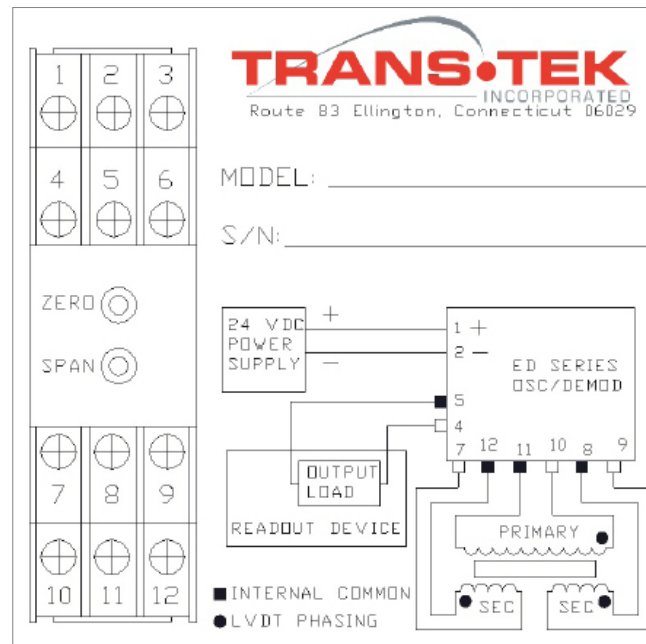 1 2 3
4 5 6
ZERO
SPAN
7 8 9
10 11 12
TRANS•TEK
INCORPORATED
Route 83 Ellington, Connecticut 06029
MODEL:
S/N:
24 VDC
POWER
SUPPLY
+
−
1 +
2 −
ED SERIES
OSC/DEMOD
5
4
7 12 11 10 8 9
OUTPUT
LOAD
READOUT DEVICE
PRIMARY
SEC SEC
INTERNAL COMMON
LVDT PHASING